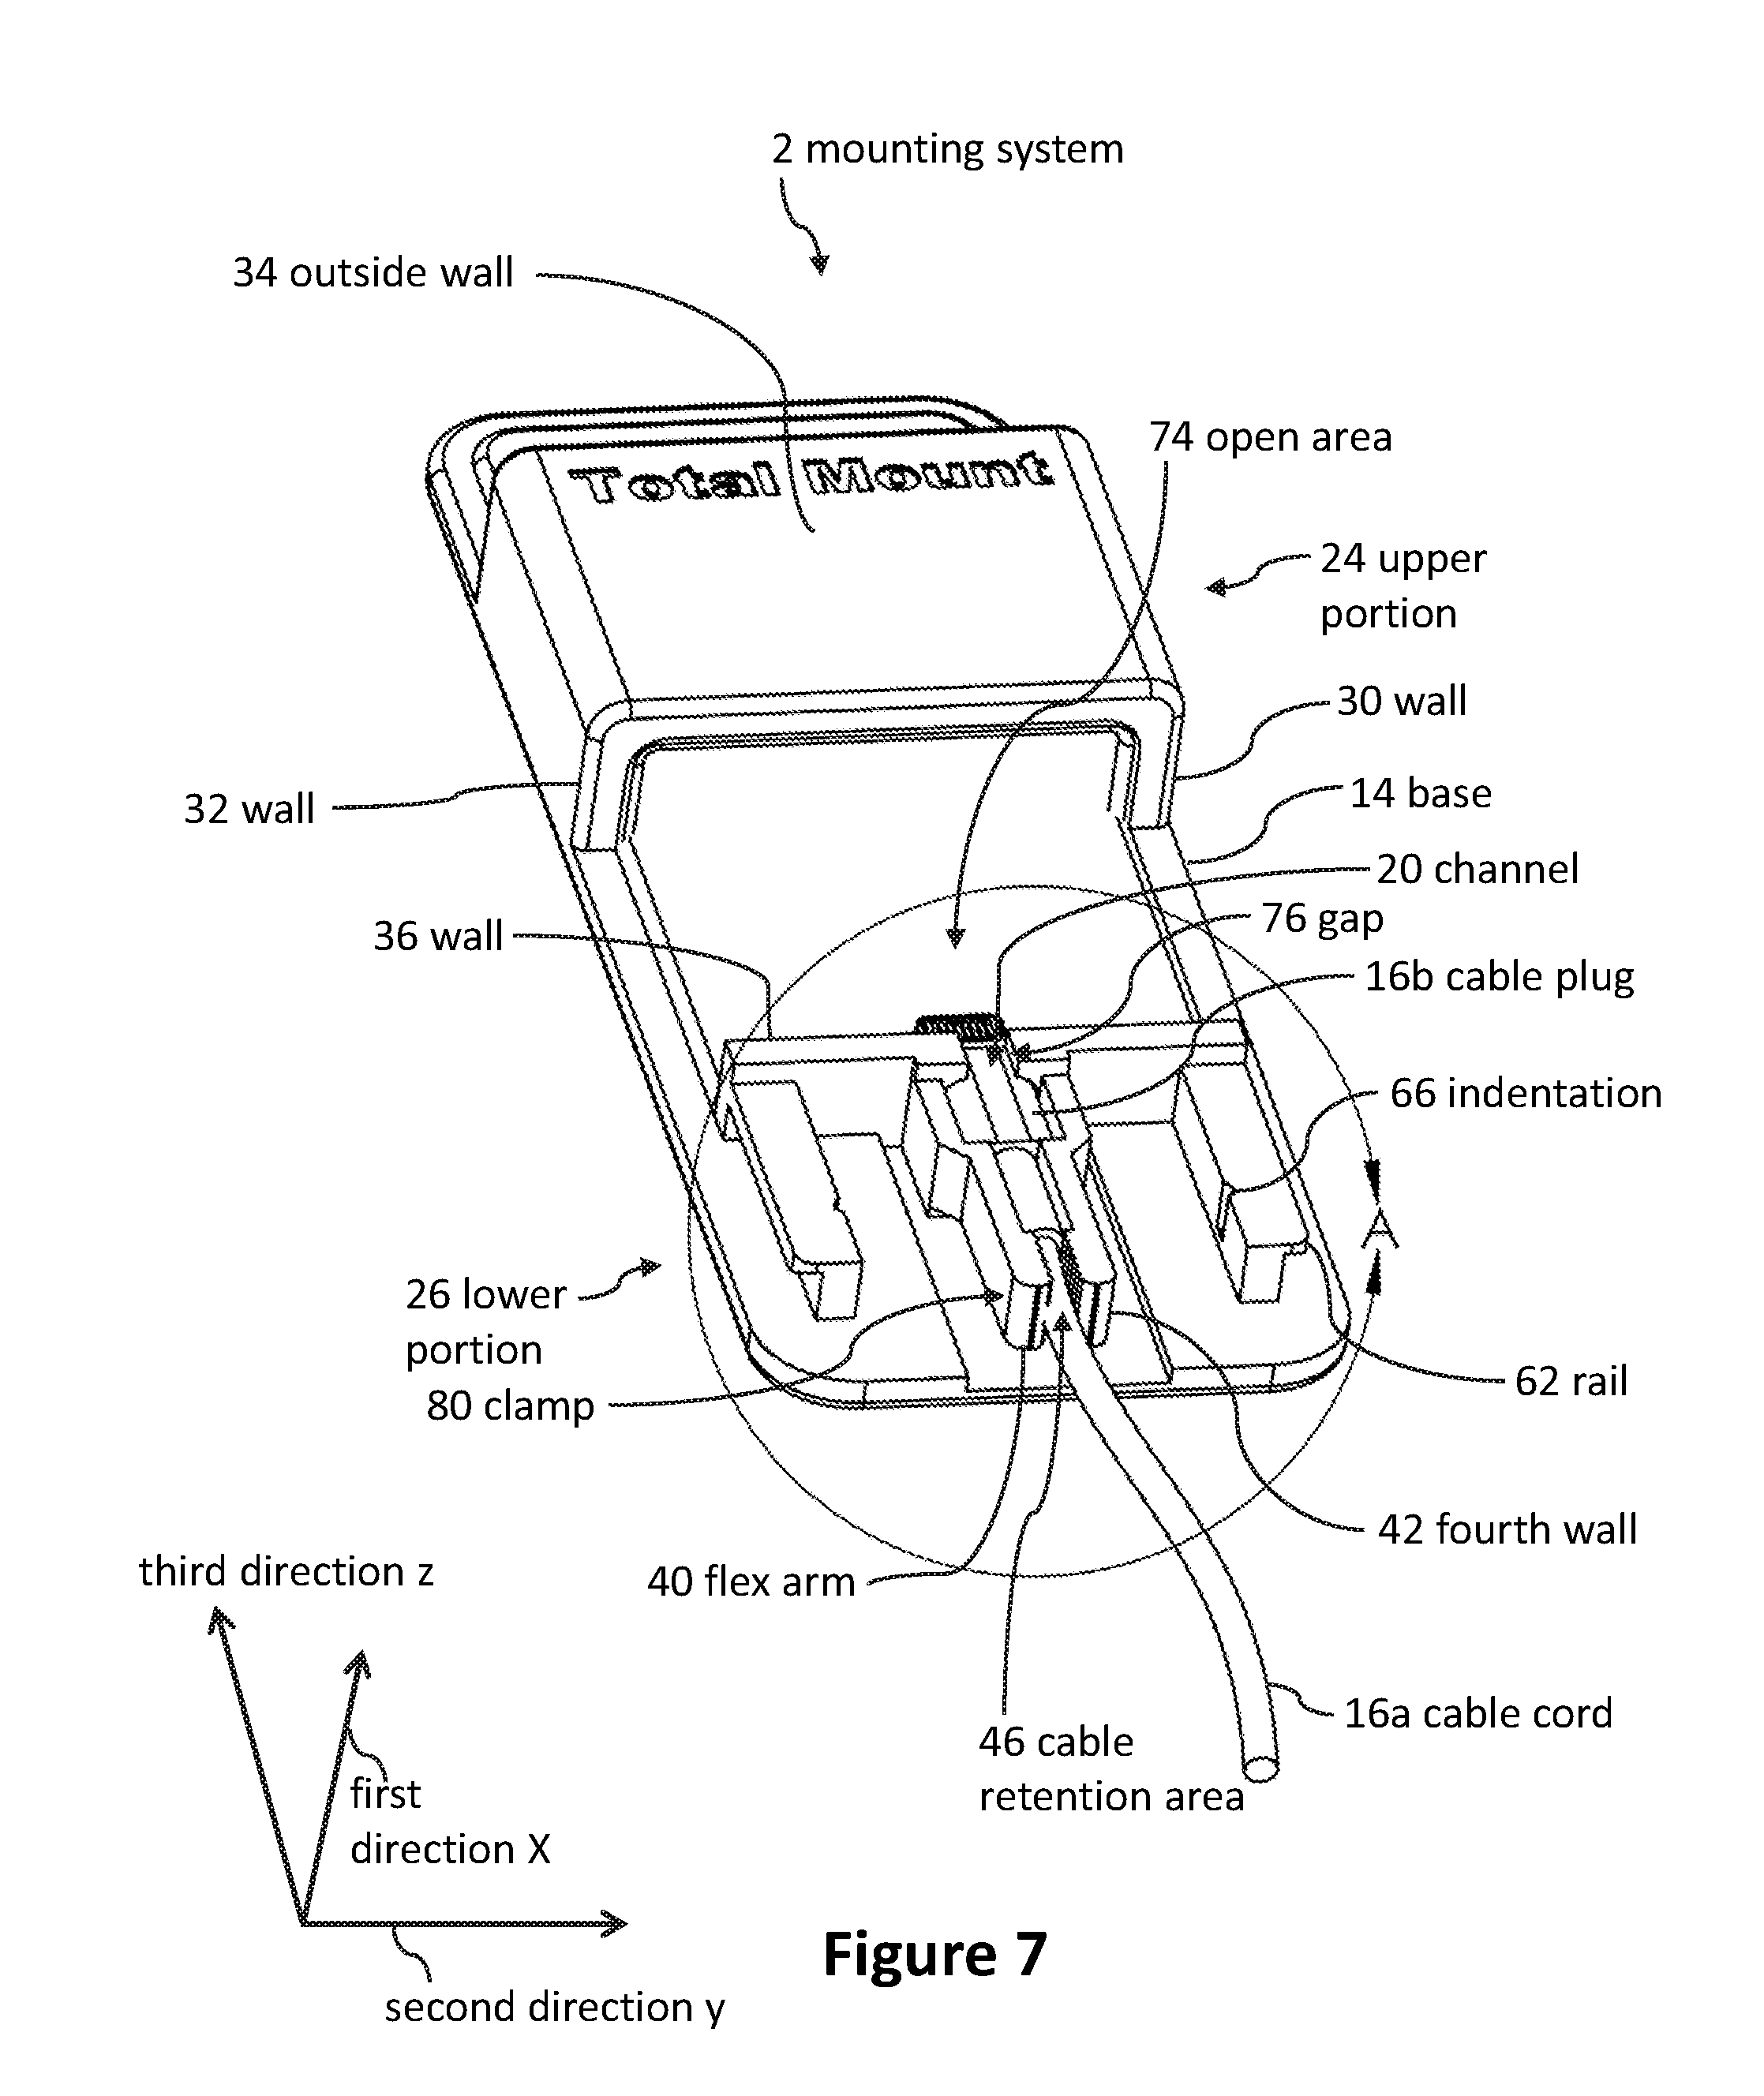 2 mounting system
34 outside wall
Total Mount
74 open area
24 upper
portion
30 wall
14 base
32 wall
20 channel
76 gap
36 wall
16b cable plug
66 indentation
A
26 lower
portion
62 rail
80 clamp
42 fourth wall
third direction z
40 flex arm
16a cable cord
46 cable
retention area
first
direction X
Figure 7
second direction y